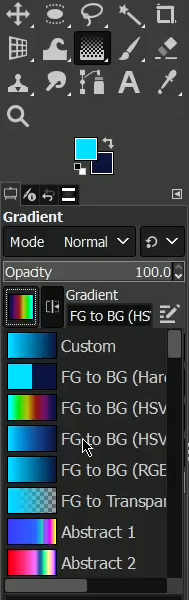 Gradient
Mode Normal
Opacity 100.0
Gradient
FG to BG (HS
Custom
FG to BG (Har
FG to BG (HSV
FG to BG (HSV
FG to BG (RGE
FG to Transpa
Abstract 1
Abstract 2